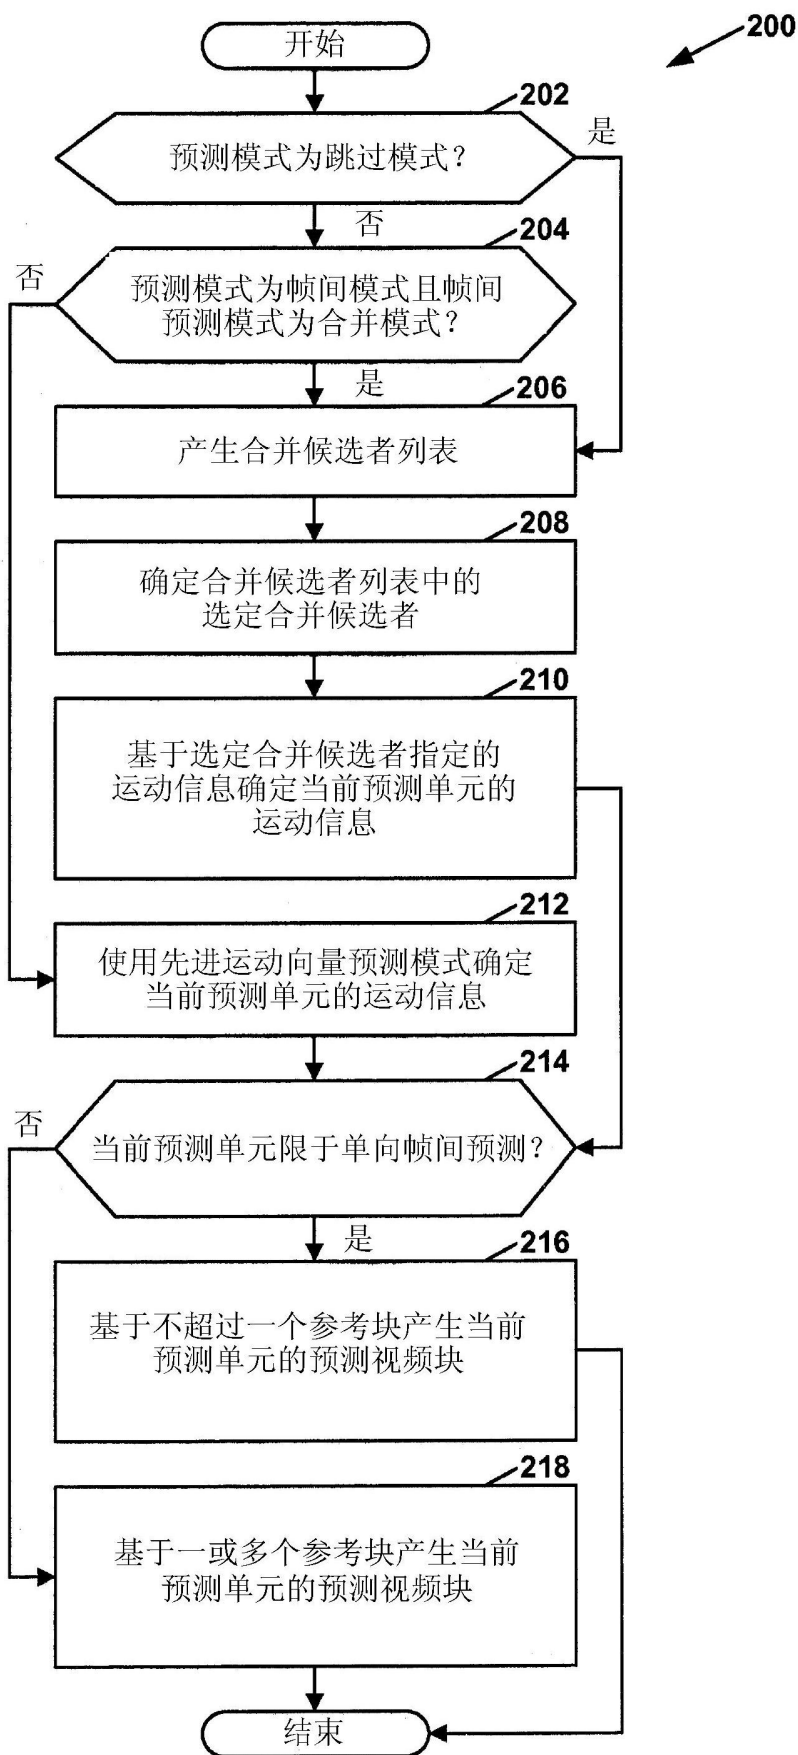 200
开始
202
预测模式为跳过模式?
是
否
204
否
预测模式为帧间模式且帧间
预测模式为合并模式?
是
206
产生合并候选者列表
208
确定合并候选者列表中的
选定合并候选者
210
基于选定合并候选者指定的
运动信息确定当前预测单元的
运动信息
212
使用先进运动向量预测模式确定
当前预测单元的运动信息
214
否
当前预测单元限于单向帧间预测?
是
216
基于不超过一个参考块产生当前
预测单元的预测视频块
218
基于一或多个参考块产生当前
预测单元的预测视频块
结束